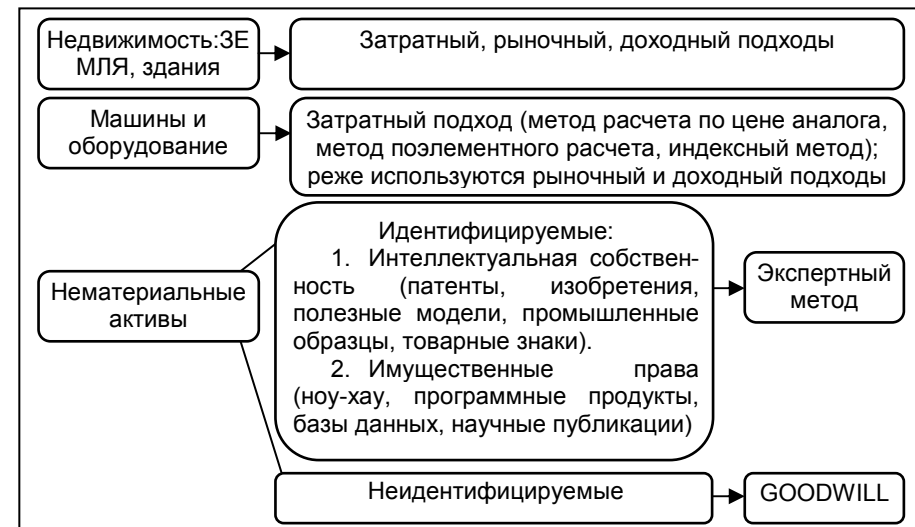 Недвижимость:ЗЕ
МЛЯ, здания
Затратный, рыночный, доходный подходы
Машины и
оборудование
Затратный подход (метод расчета по цене аналога,
метод поэлементного расчета, индексный метод);
реже используются рыночный и доходный подходы
Нематериальные
активы
Идентифицируемые:
1. Интеллектуальная собствен-
ность (патенты, изобретения,
полезные модели, промышленные
образцы, товарные знаки).
2. Имущественные права
(ноу-хау, программные продукты,
базы данных, научные публикации)
Экспертный
метод
Неидентифицируемые
GOODWILL